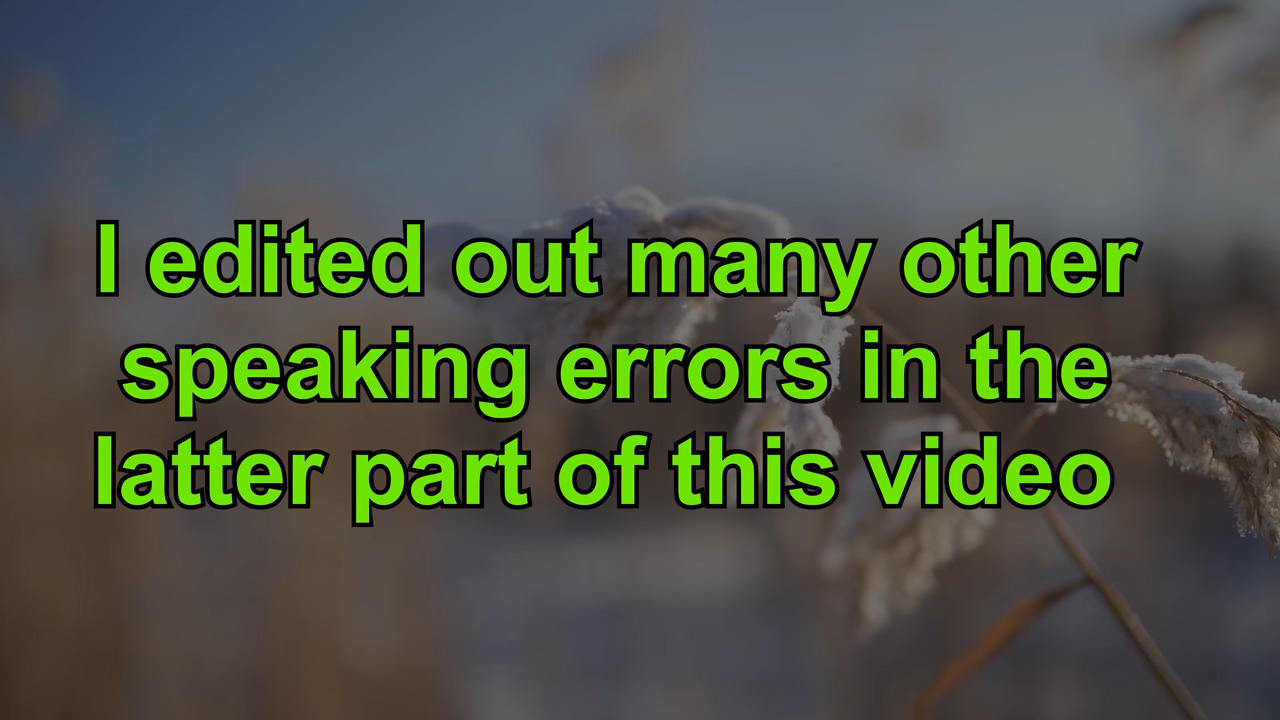 I edited out many other
speaking errors in the
latter part of this video